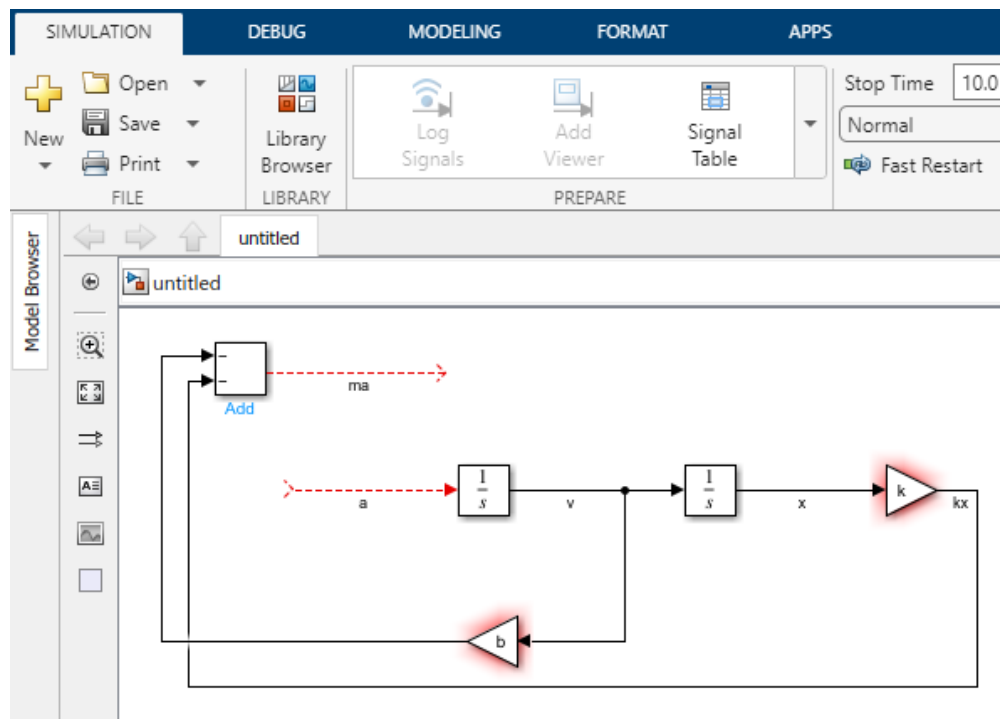 SIMULATION DEBUG MODELING FORMAT APPS
New
Open
Save
Print
FILE
Library
Browser
LIBRARY
Log
Signals
Add
Viewer
Signal
Table
PREPARE
Stop Time 10.0
Normal
Fast Restart
Model Browser
untitled
untitled
A
−
−
Add
ma
a
1
s
v
1
s
x
k
kx
b